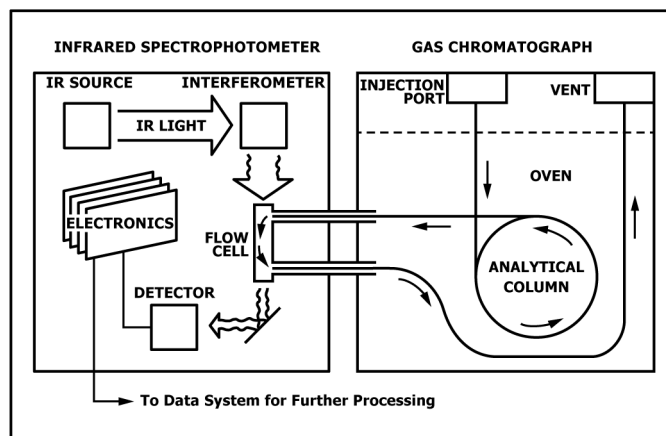 INFRARED SPECTROPHOTOMETER
GAS CHROMATOGRAPH
IR SOURCE
INTERFEROMETER
IR LIGHT
ELECTRONICS
FLOW
CELL
DETECTOR
INJECTION
PORT
VENT
OVEN
ANALYTICAL
COLUMN
To Data System for Further Processing